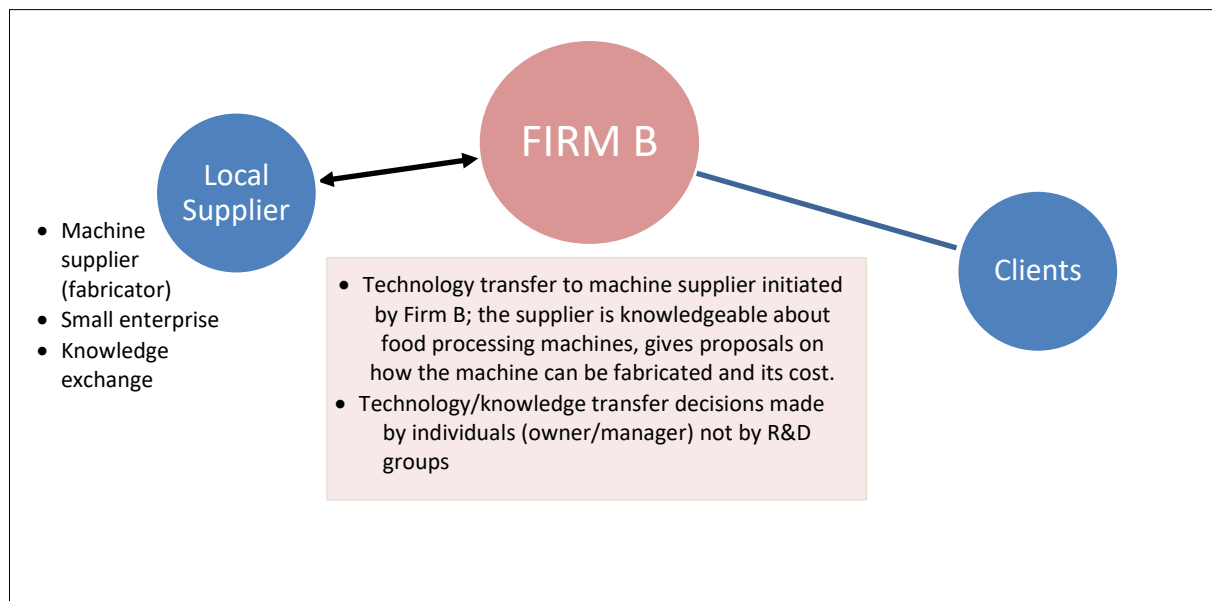 FIRM B
Local
Supplier
• Machine
supplier
(fabricator)
• Small enterprise
• Knowledge
exchange
• Technology transfer to machine supplier initiated
by Firm B; the supplier is knowledgeable about
food processing machines, gives proposals on
how the machine can be fabricated and its cost.
• Technology/knowledge transfer decisions made
by individuals (owner/manager) not by R&D
groups
Clients